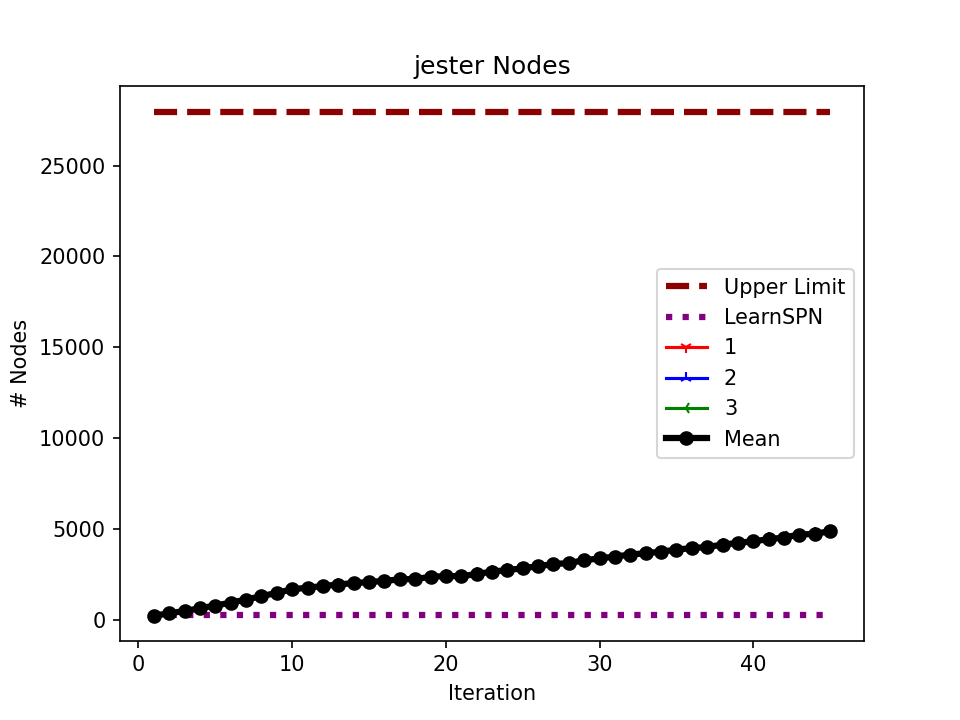 jester Nodes
# Nodes
25000
20000
15000
10000
5000
0
Upper Limit
LearnSPN
1
2
3
Mean
0 10 20 30 40
Iteration